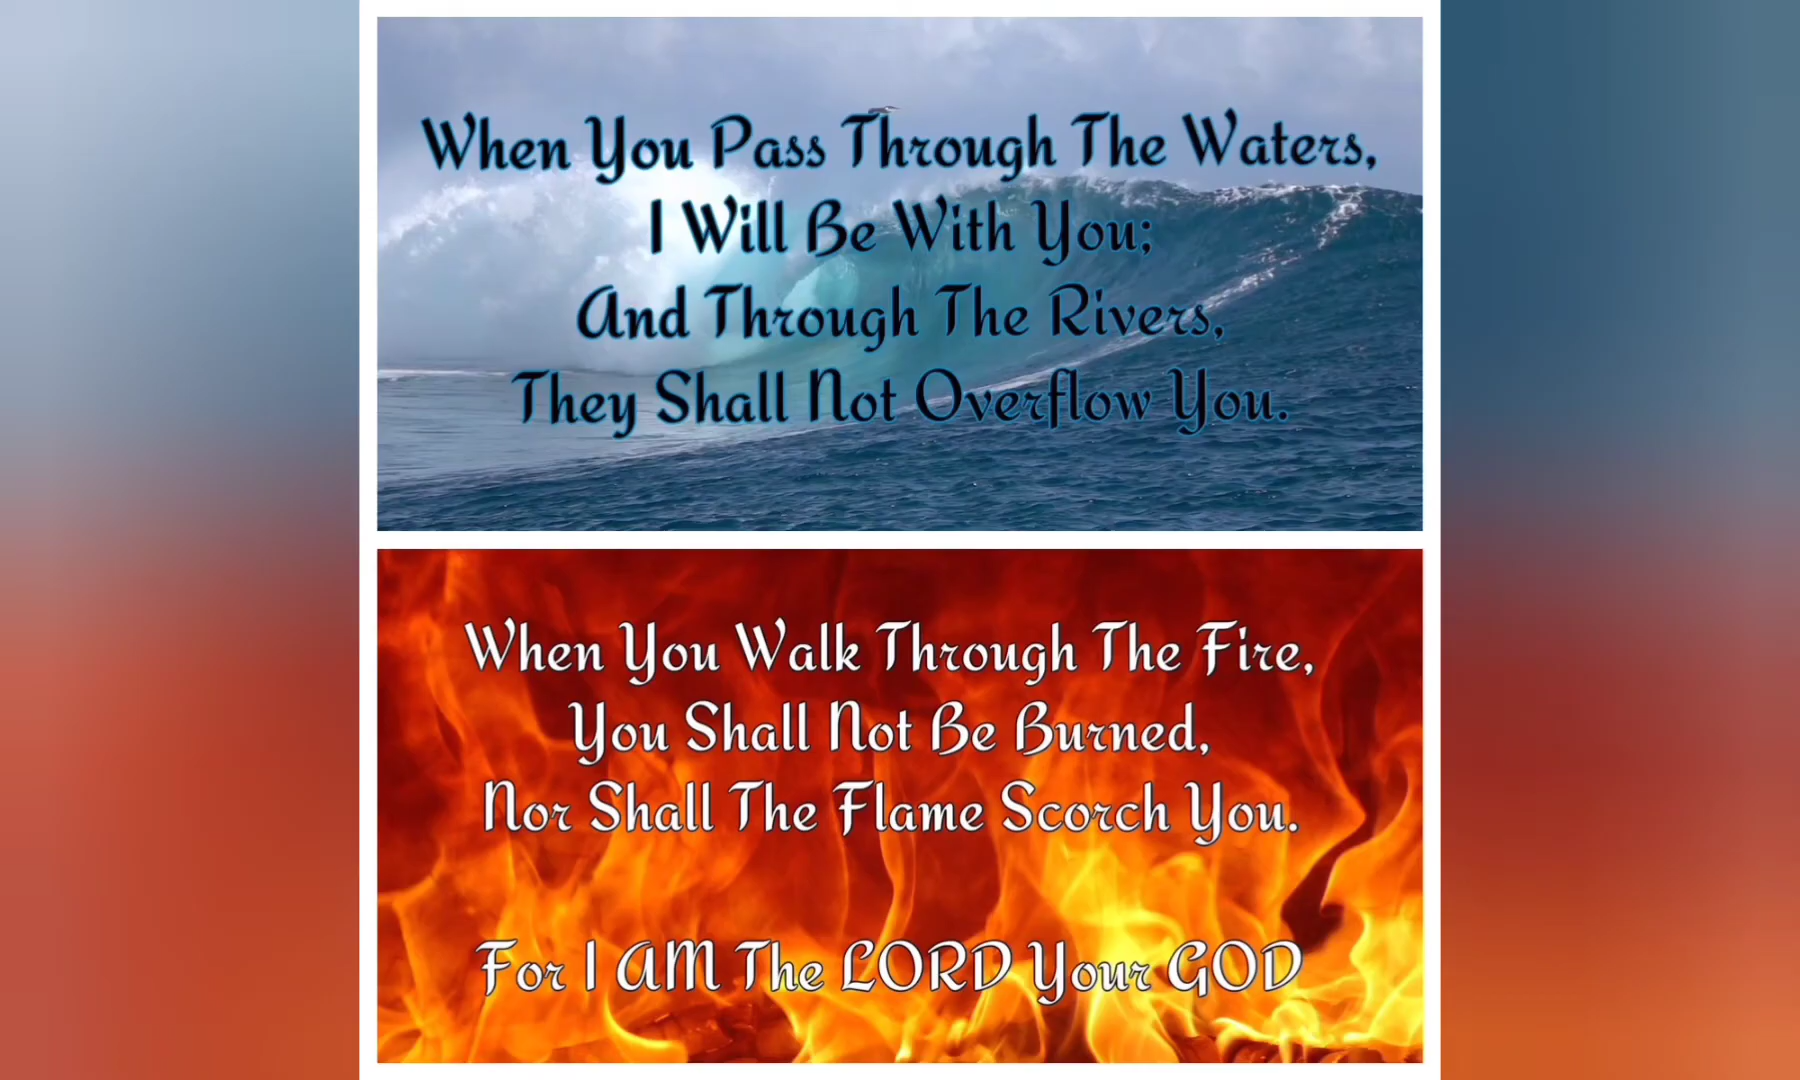 When You Pass Through The Waters,
I Will Be With You;
And Through The Rivers,
They Shall Not Overflow You.
When You Walk Through The Fire,
You Shall Not Be Burned,
Nor Shall The Flame Scorch You.
For I AM The LORD Your GOD